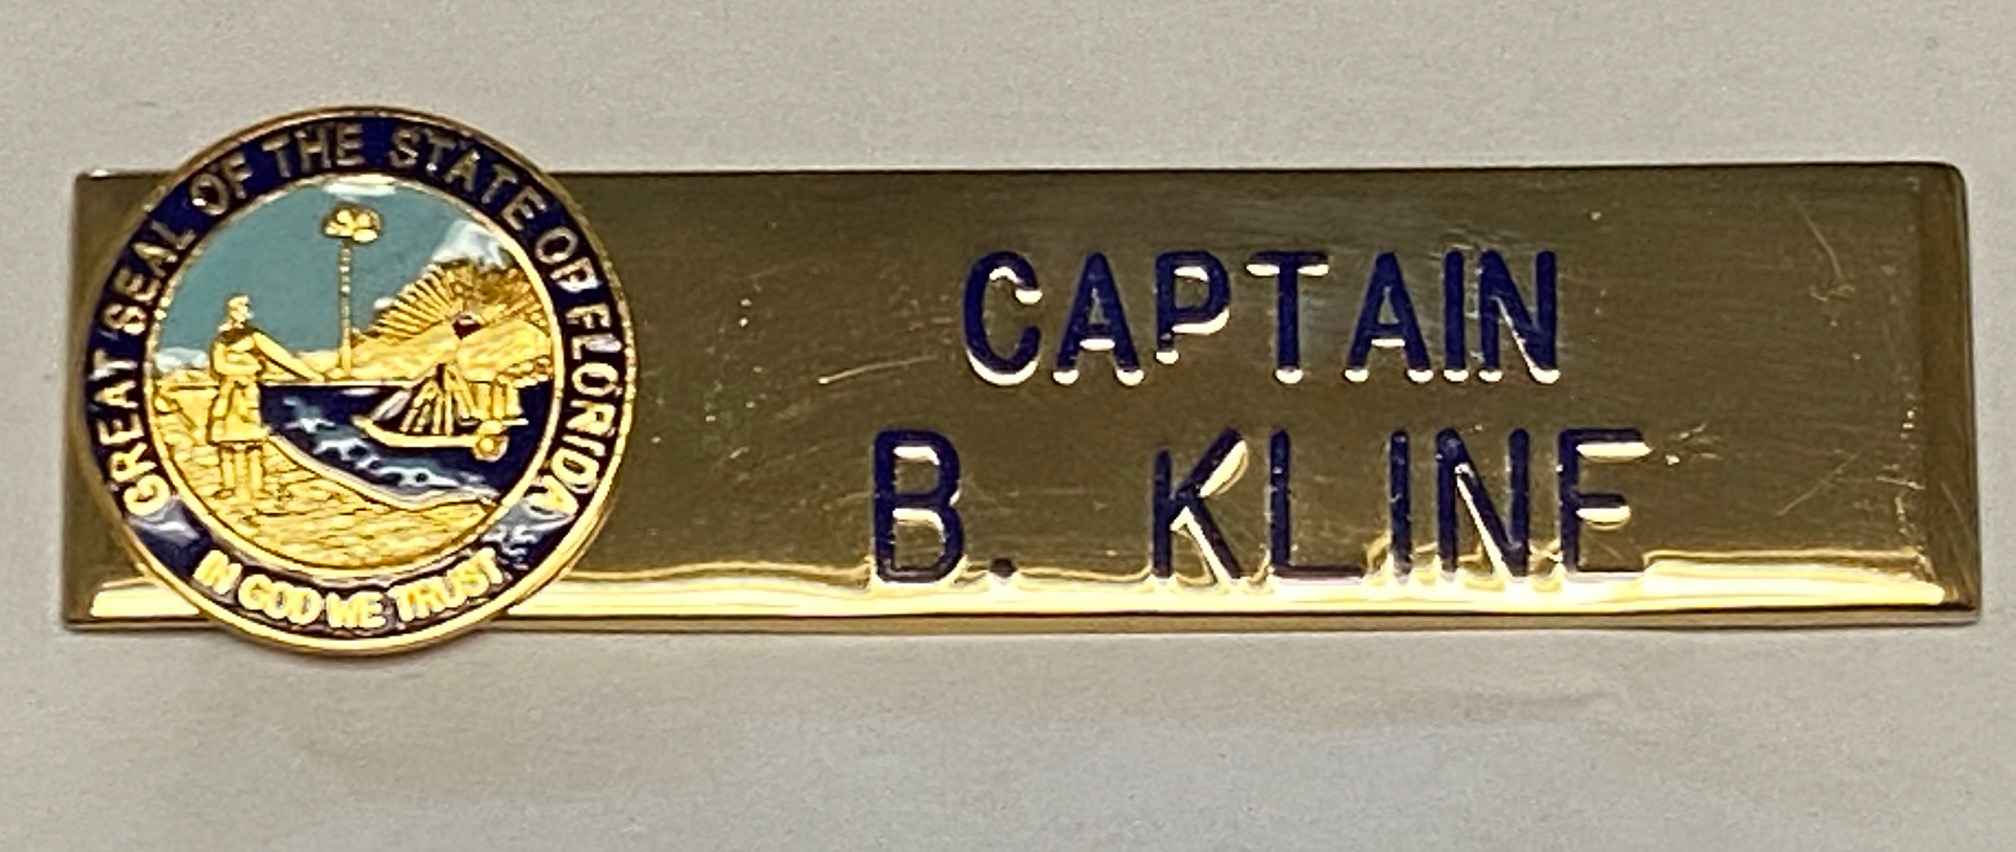 GREAT SEAL OF THE STATE OF FLORIDA
IN GOD WE TRUST
CAPTAIN
B. KLINE